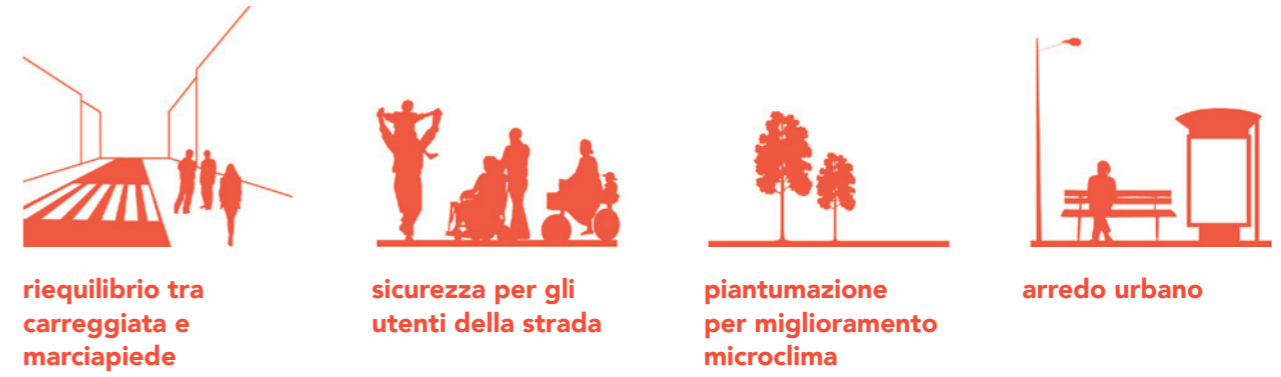 riequilibrio tra
carreggiata e
marciapiede
sicurezza per gli
utenti della strada
piantumazione
per miglioramento
microclima
arredo urbano